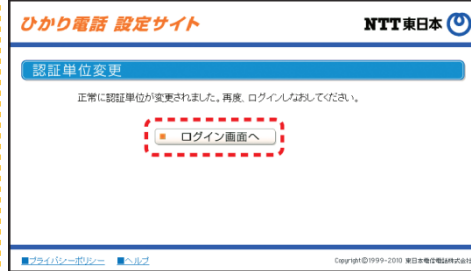 ひかり電話 設定サイト
NTT東日本
認証単位変更
正常に認証単位が変更されました。再度、ログインしなおしてください。
ログイン画面へ
プライバシーポリシー ヘルプ
Copyright©1999-2010 東日本電信電話株式会社